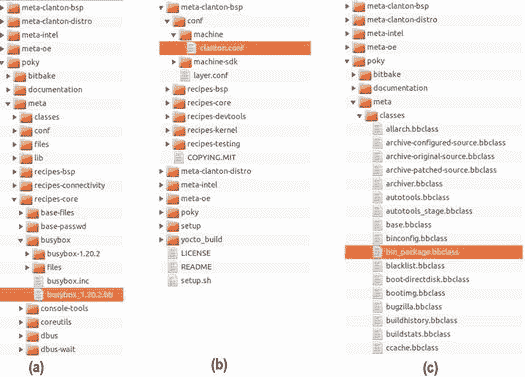 meta-clanton-bsp
meta-clanton-distro
meta-intel
meta-oe
poky
bitbake
documentation
meta
classes
conf
files
lib
recipes-bsp
recipes-connectivity
recipes-core
base-files
base-passwd
busybox
busybox-1.20.2
files
busybox.inc
busybox_1.20.2.bb
console-tools
coreutils
dbus
dbus-wait
(a)
meta-clanton-bsp
conf
machine
clanton.conf
machine-sdk
layer.conf
recipes-bsp
recipes-core
recipes-devtools
recipes-kernel
recipes-testing
COPYING.MIT
meta-clanton-distro
meta-intel
meta-oe
poky
setup
yocto_build
LICENSE
README
setup.sh
(b)
meta-clanton-bsp
meta-clanton-distro
meta-intel
meta-oe
poky
bitbake
documentation
meta
classes
allarch.bbclass
archive-configured-source.bbclass
archive-original-source.bbclass
archive-patched-source.bbclass
archiver.bbclass
autotools.bbclass
autotools_stage.bbclass
base.bbclass
binconfig.bbclass
bin_package.bbclass
blacklist.bbclass
boot-directdisk.bbclass
bootimg.bbclass
bugzilla.bbclass
buildhistory.bbclass
buildstats.bbclass
ccache.bbclass
(c)